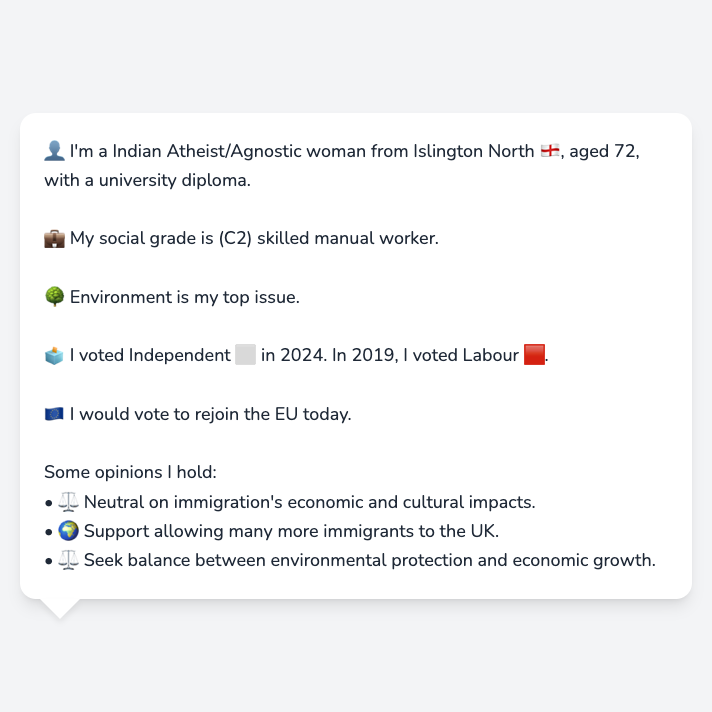 👤 I'm a Indian Atheist/Agnostic woman from Islington North 🏴󠁧󠁢󠁥󠁮󠁧󠁿, aged 72,
with a university diploma.
💼 My social grade is (C2) skilled manual worker.
🌳 Environment is my top issue.
🗳️ I voted Independent ⬜ in 2024. In 2019, I voted Labour 🟥.
🇪🇺 I would vote to rejoin the EU today.
Some opinions I hold:
• ⚖️ Neutral on immigration's economic and cultural impacts.
• 🌍 Support allowing many more immigrants to the UK.
• ⚖️ Seek balance between environmental protection and economic growth.